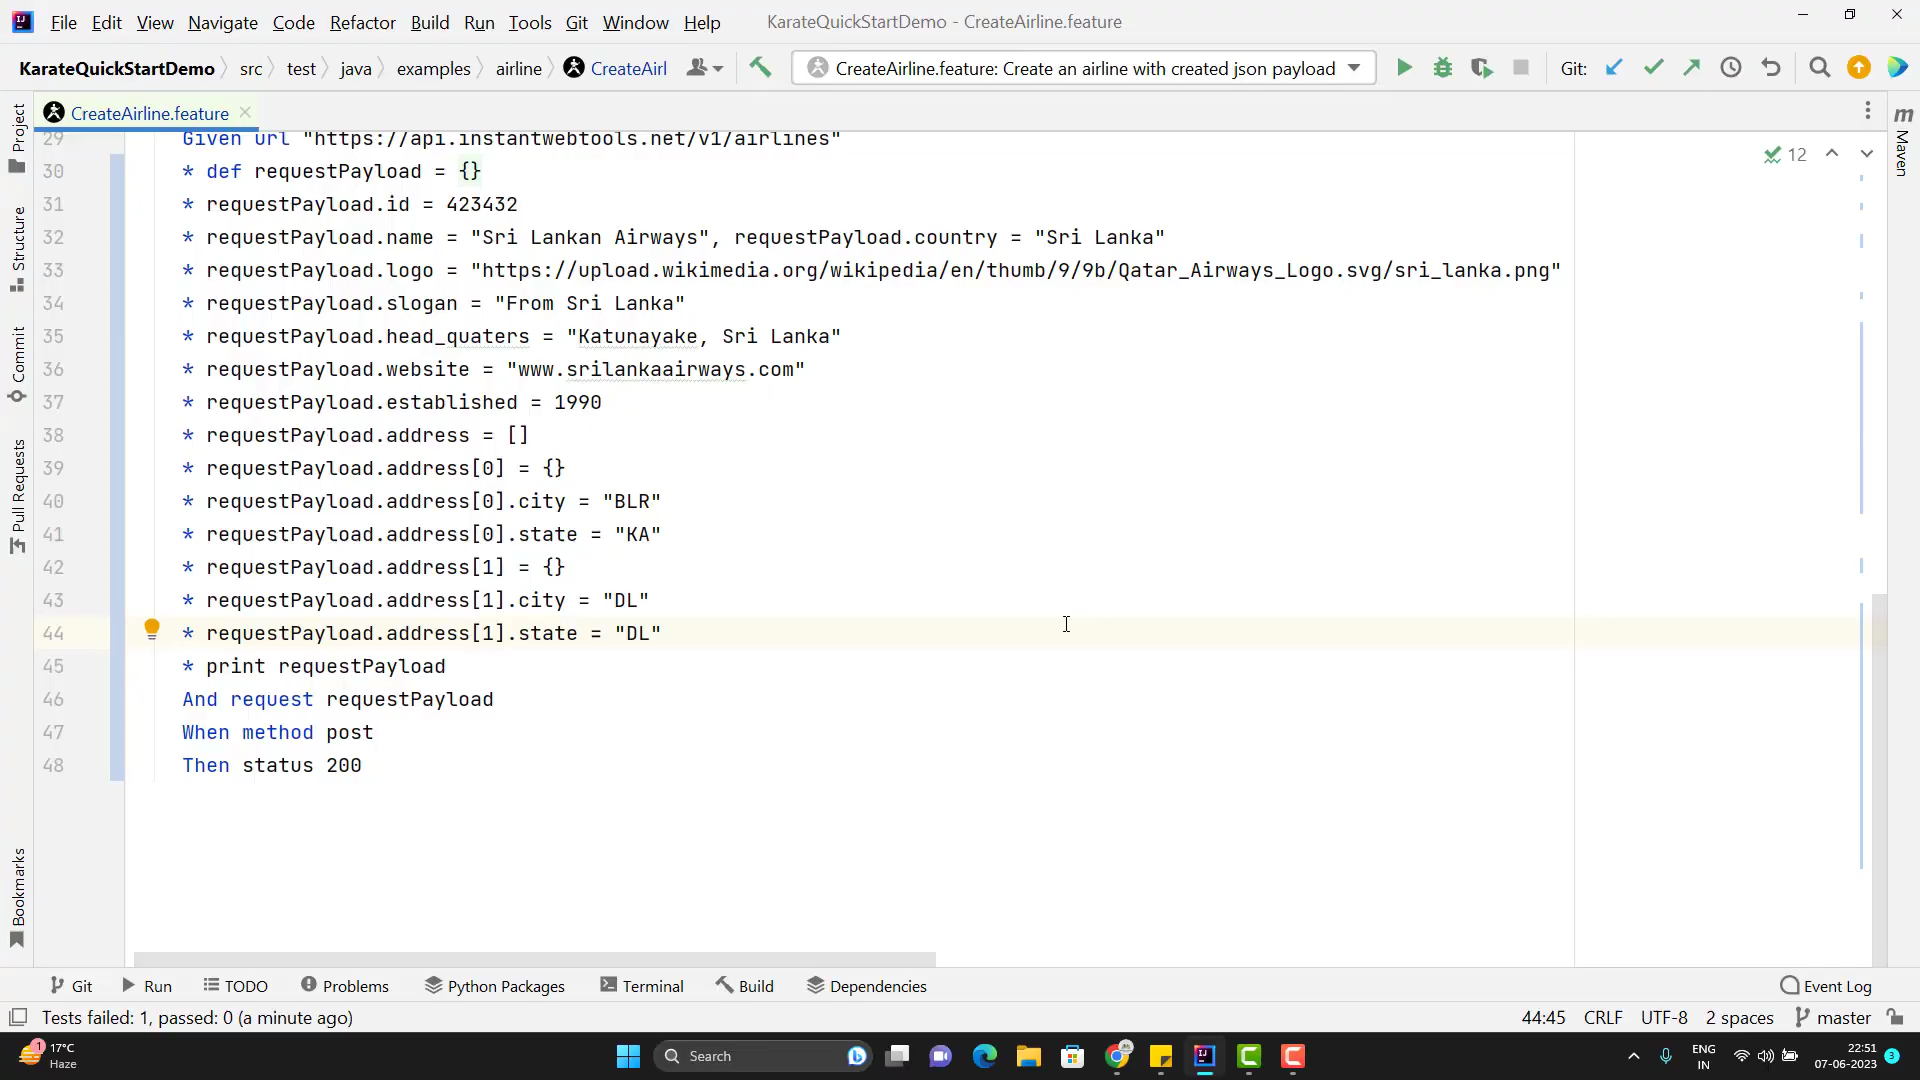 File Edit View Navigate Code Refactor Build Run Tools Git Window Help KarateQuickStartDemo - CreateAirline.feature
KarateQuickStartDemo src test java examples airline CreateAirl CreateAirline.feature: Create an airline with created json payload Git:
CreateAirline.feature
Project
Structure
Commit
Pull Requests
Bookmarks
m Maven
12
29 Given url "https://api.instantwebtools.net/v1/airlines"
30 * def requestPayload = {}
31 * requestPayload.id = 423432
32 * requestPayload.name = "Sri Lankan Airways", requestPayload.country = "Sri Lanka"
33 * requestPayload.logo = "https://upload.wikimedia.org/wikipedia/en/thumb/9/9b/Qatar_Airways_Logo.svg/sri_lanka.png"
34 * requestPayload.slogan = "From Sri Lanka"
35 * requestPayload.head_quaters = "Katunayake, Sri Lanka"
36 * requestPayload.website = "www.srilankaairways.com"
37 * requestPayload.established = 1990
38 * requestPayload.address = []
39 * requestPayload.address[0] = {}
40 * requestPayload.address[0].city = "BLR"
41 * requestPayload.address[0].state = "KA"
42 * requestPayload.address[1] = {}
43 * requestPayload.address[1].city = "DL"
44 * requestPayload.address[1].state = "DL"
45 * print requestPayload
46 And request requestPayload
47 When method post
48 Then status 200
Git Run TODO Problems Python Packages Terminal Build Dependencies Event Log
Tests failed: 1, passed: 0 (a minute ago) 44:45 CRLF UTF-8 2 spaces master
1 17°C Haze Search ENG IN 22:51 07-06-2023 3